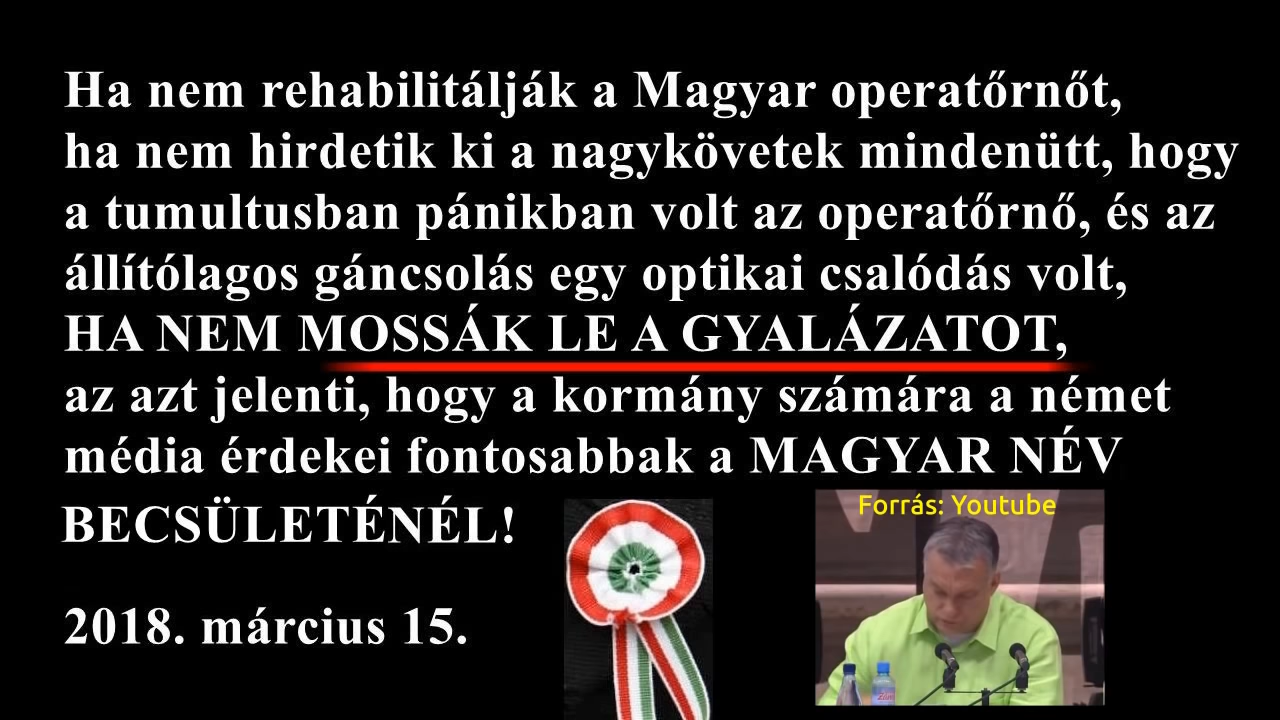 Ha nem rehabilitálják a Magyar operatőrnőt,
ha nem hirdetik ki a nagykövetek mindenütt, hogy
a tumultusban pánikban volt az operatőrnő, és az
állítólagos gáncsolás egy optikai csalódás volt,
HA NEM MOSSÁK LE A GYALÁZATOT,
az azt jelenti, hogy a kormány számára a német
média érdekei fontosabbak a MAGYAR NÉV
BECSÜLETÉNÉL!
Forrás: Youtube
2018. március 15.